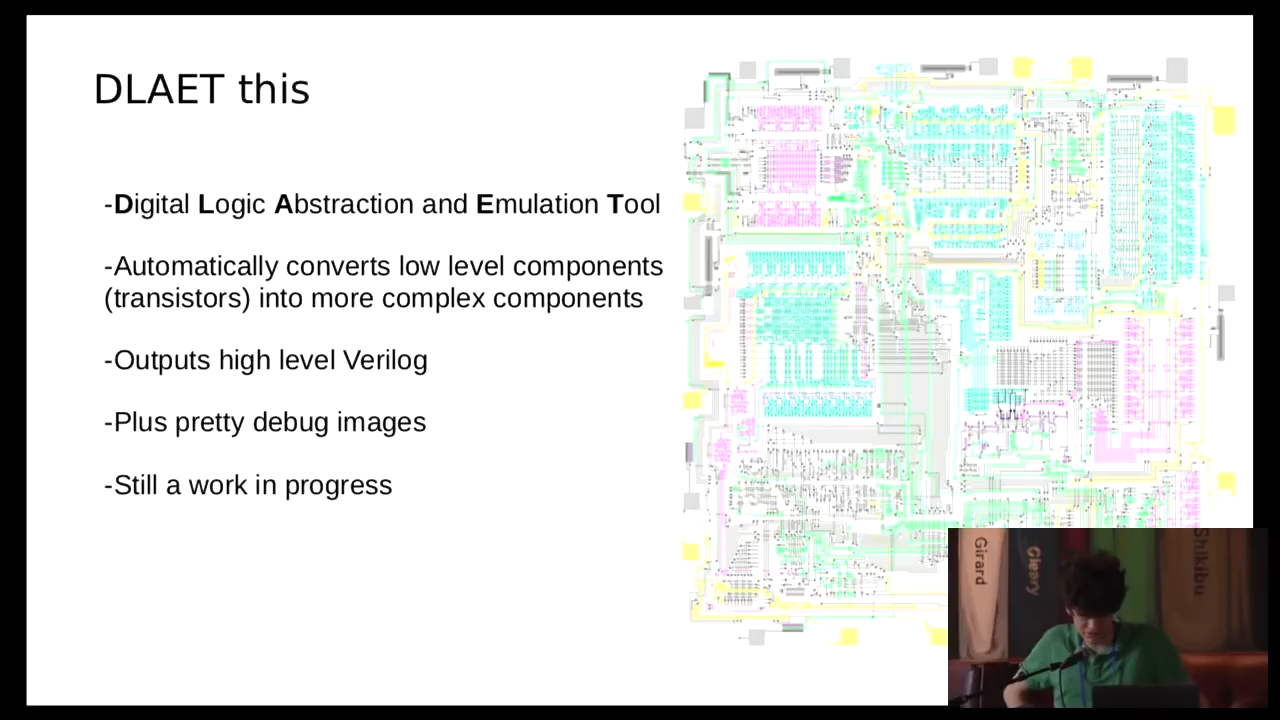 DLAET this
-Digital Logic Abstraction and Emulation Tool
-Automatically converts low level components
(transistors) into more complex components
-Outputs high level Verilog
-Plus pretty debug images
-Still a work in progress
Girard
Cleary
Shikibu